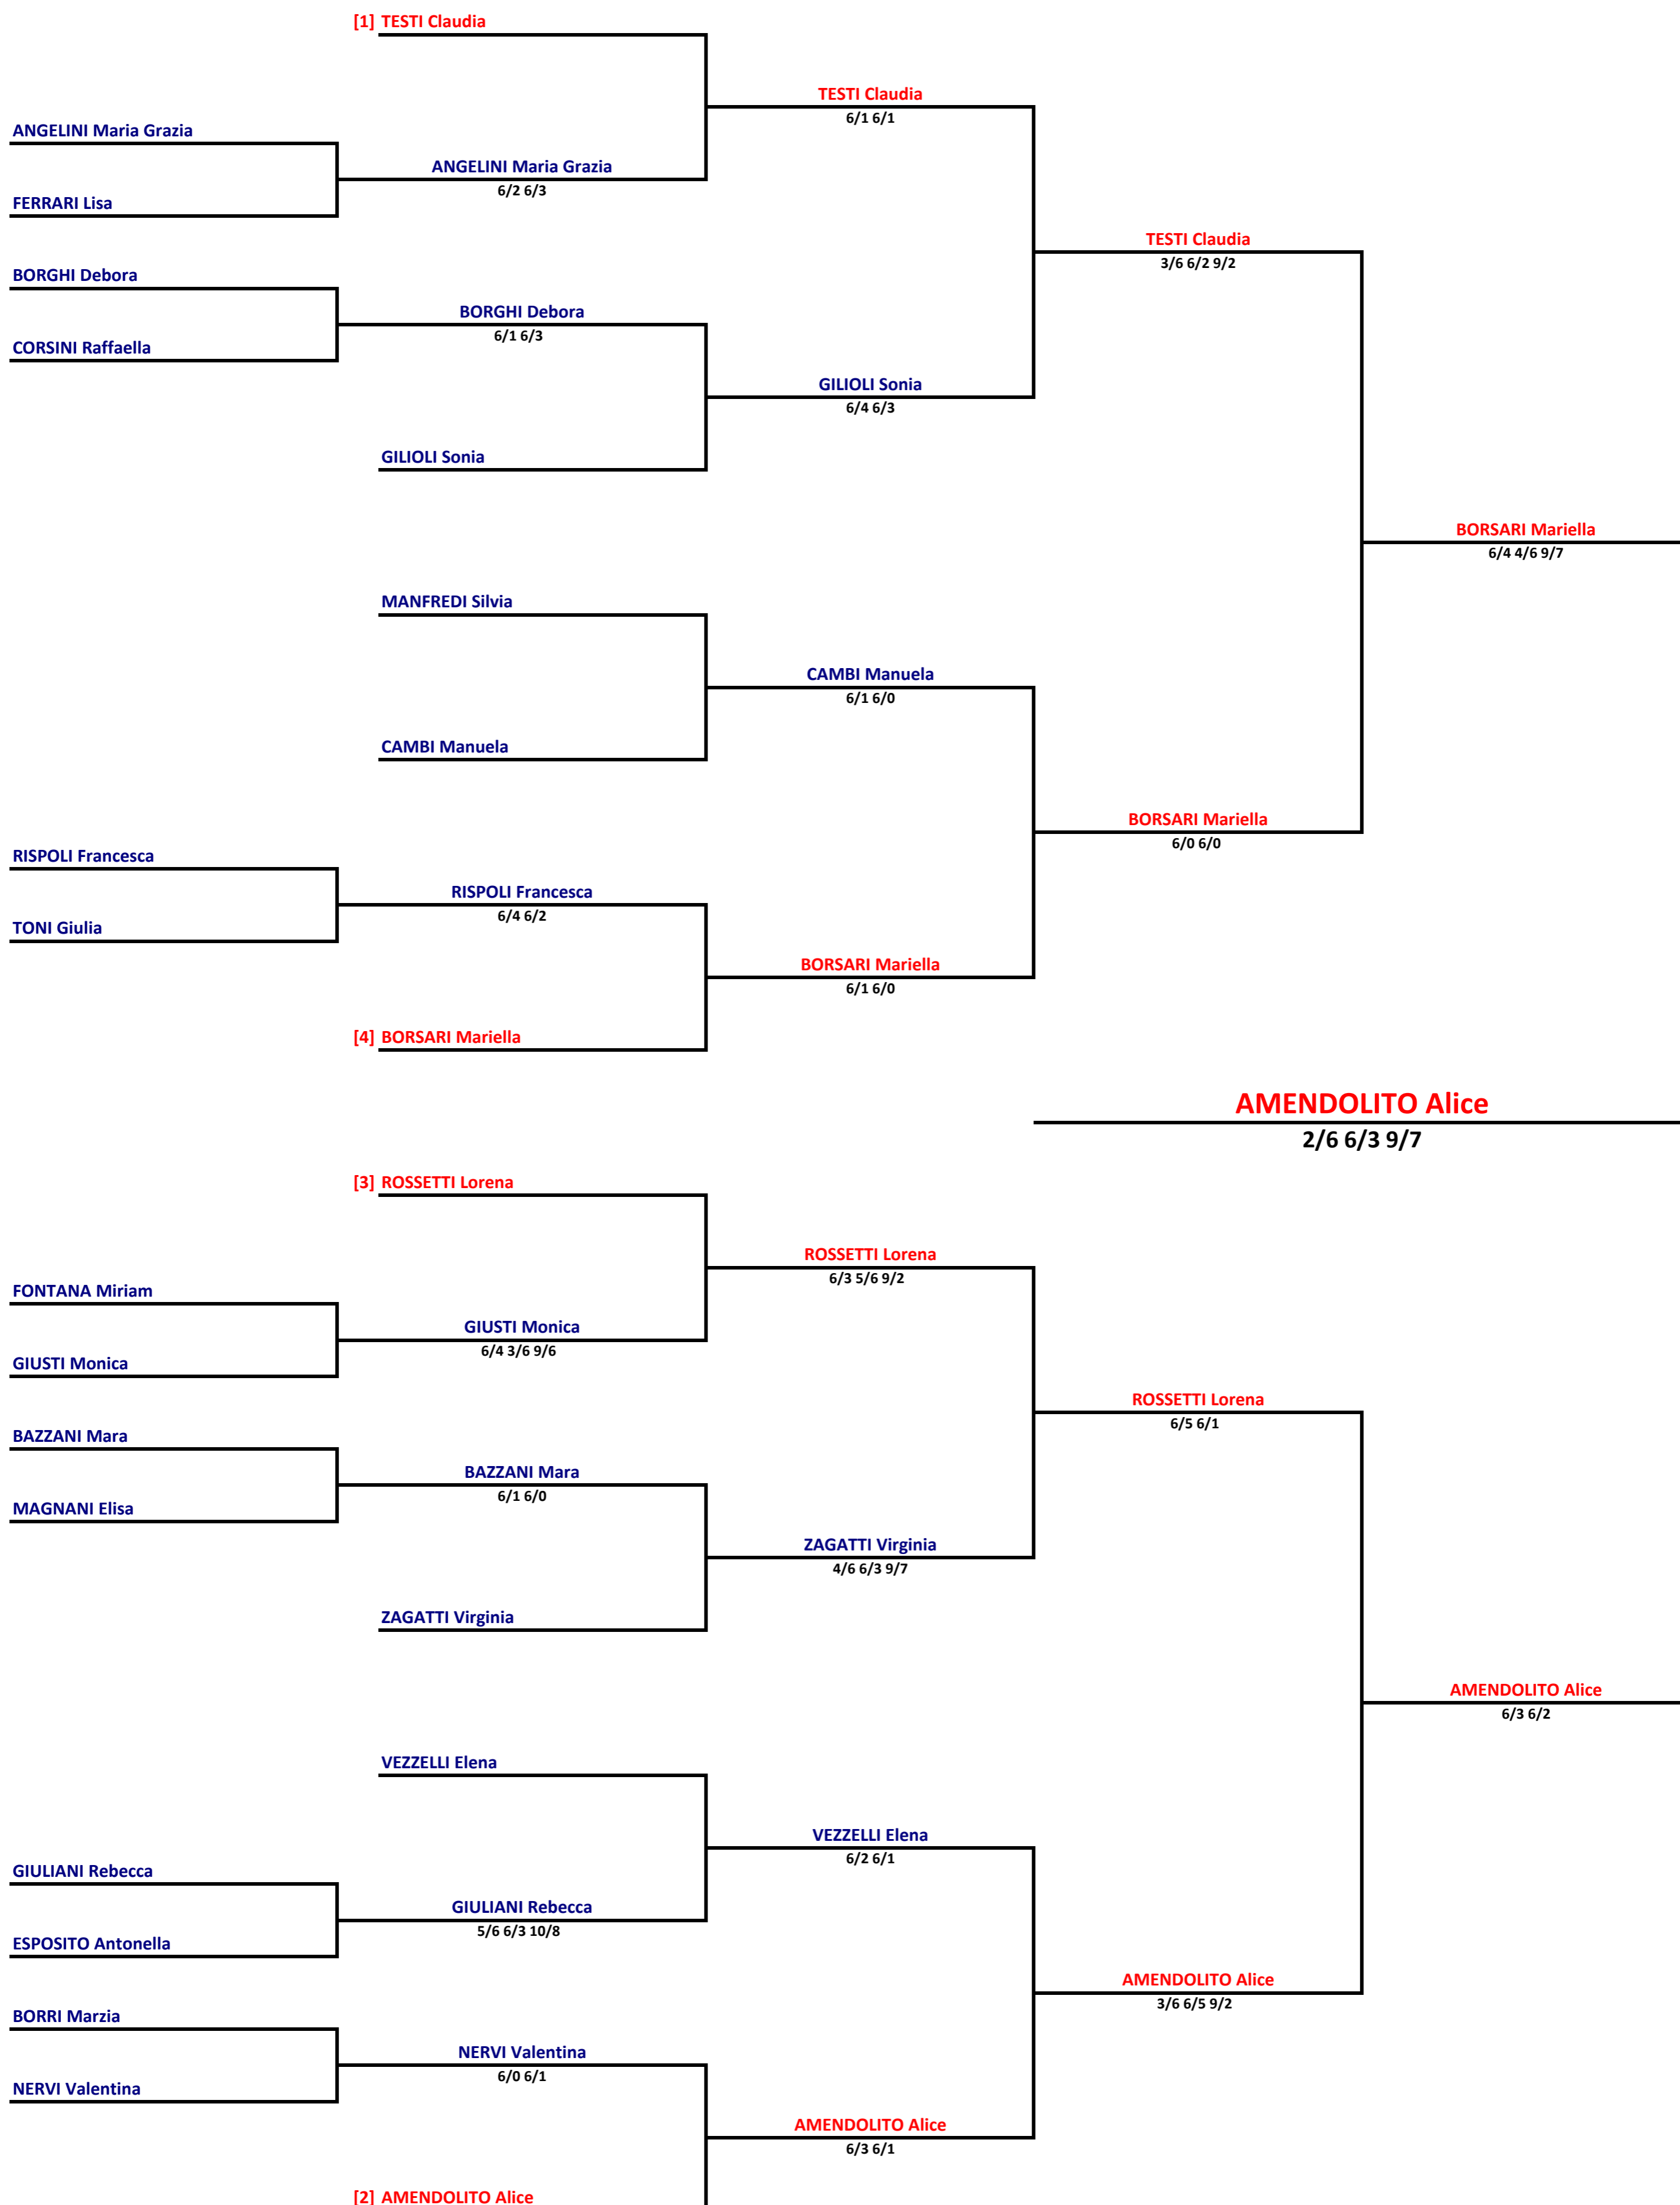 [1] TESTI Claudia
TESTI Claudia
6/1 6/1
ANGELINI Maria Grazia
ANGELINI Maria Grazia
6/2 6/3
FERRARI Lisa
TESTI Claudia
3/6 6/2 9/2
BORGHI Debora
BORGHI Debora
6/1 6/3
CORSINI Raffaella
GILIOLI Sonia
6/4 6/3
GILIOLI Sonia
BORSARI Mariella
6/4 4/6 9/7
MANFREDI Silvia
CAMBI Manuela
6/1 6/0
CAMBI Manuela
BORSARI Mariella
6/0 6/0
RISPOLI Francesca
RISPOLI Francesca
6/4 6/2
TONI Giulia
BORSARI Mariella
6/1 6/0
[4] BORSARI Mariella
AMENDOLITO Alice
2/6 6/3 9/7
[3] ROSSETTI Lorena
ROSSETTI Lorena
6/3 5/6 9/2
FONTANA Miriam
GIUSTI Monica
6/4 3/6 9/6
GIUSTI Monica
ROSSETTI Lorena
6/5 6/1
BAZZANI Mara
BAZZANI Mara
6/1 6/0
MAGNANI Elisa
ZAGATTI Virginia
4/6 6/3 9/7
ZAGATTI Virginia
AMENDOLITO Alice
6/3 6/2
VEZZELLI Elena
VEZZELLI Elena
6/2 6/1
GIULIANI Rebecca
GIULIANI Rebecca
5/6 6/3 10/8
ESPOSITO Antonella
AMENDOLITO Alice
3/6 6/5 9/2
BORRI Marzia
NERVI Valentina
6/0 6/1
NERVI Valentina
AMENDOLITO Alice
6/3 6/1
[2] AMENDOLITO Alice